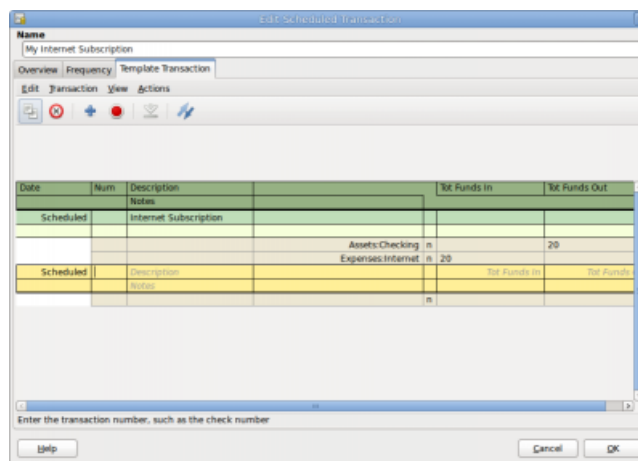 Edit Scheduled Transaction
Name
My Internet Subscription
Overview Frequency Template Transaction
Edit Transaction View Actions
Date Num Description Tot Funds In Tot Funds Out
Notes
Scheduled Internet Subscription
Assets:Checking n 20
Expenses:Internet n 20
Scheduled Description Tot Funds In Tot Funds
Notes
n
Enter the transaction number, such as the check number
Help Cancel OK